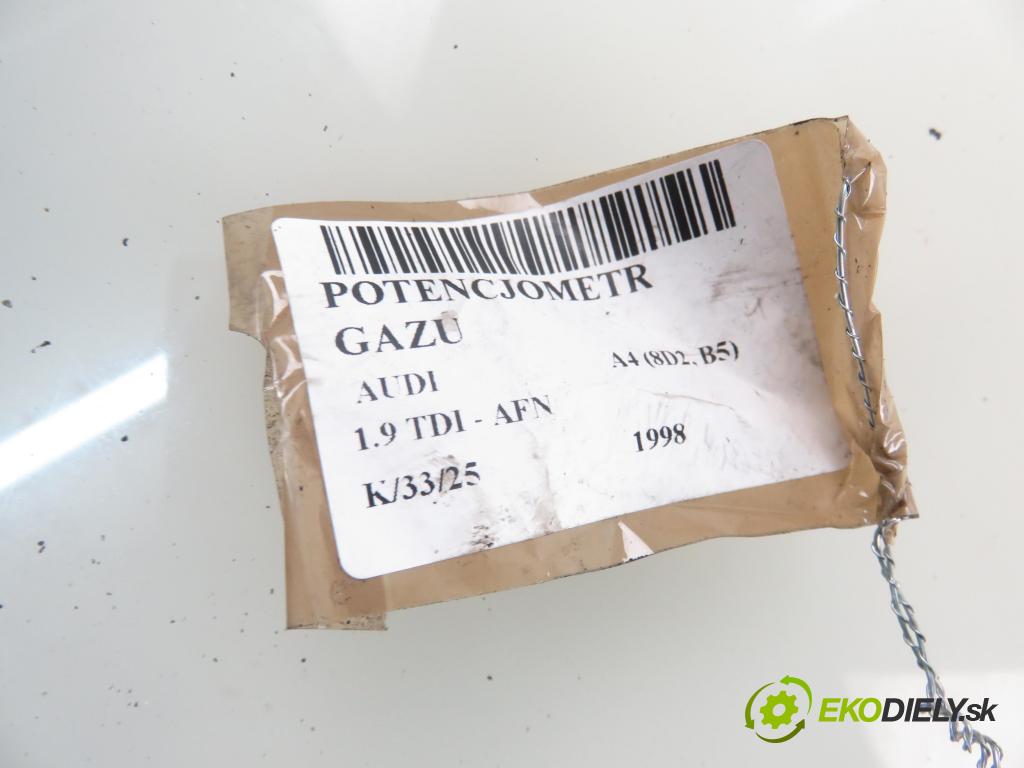 POTENCJOMETR
GAZU
AUDI A4 (8D2, B5)
1.9 TDI - AFN
K/33/25 1998
EKODIELY.sk